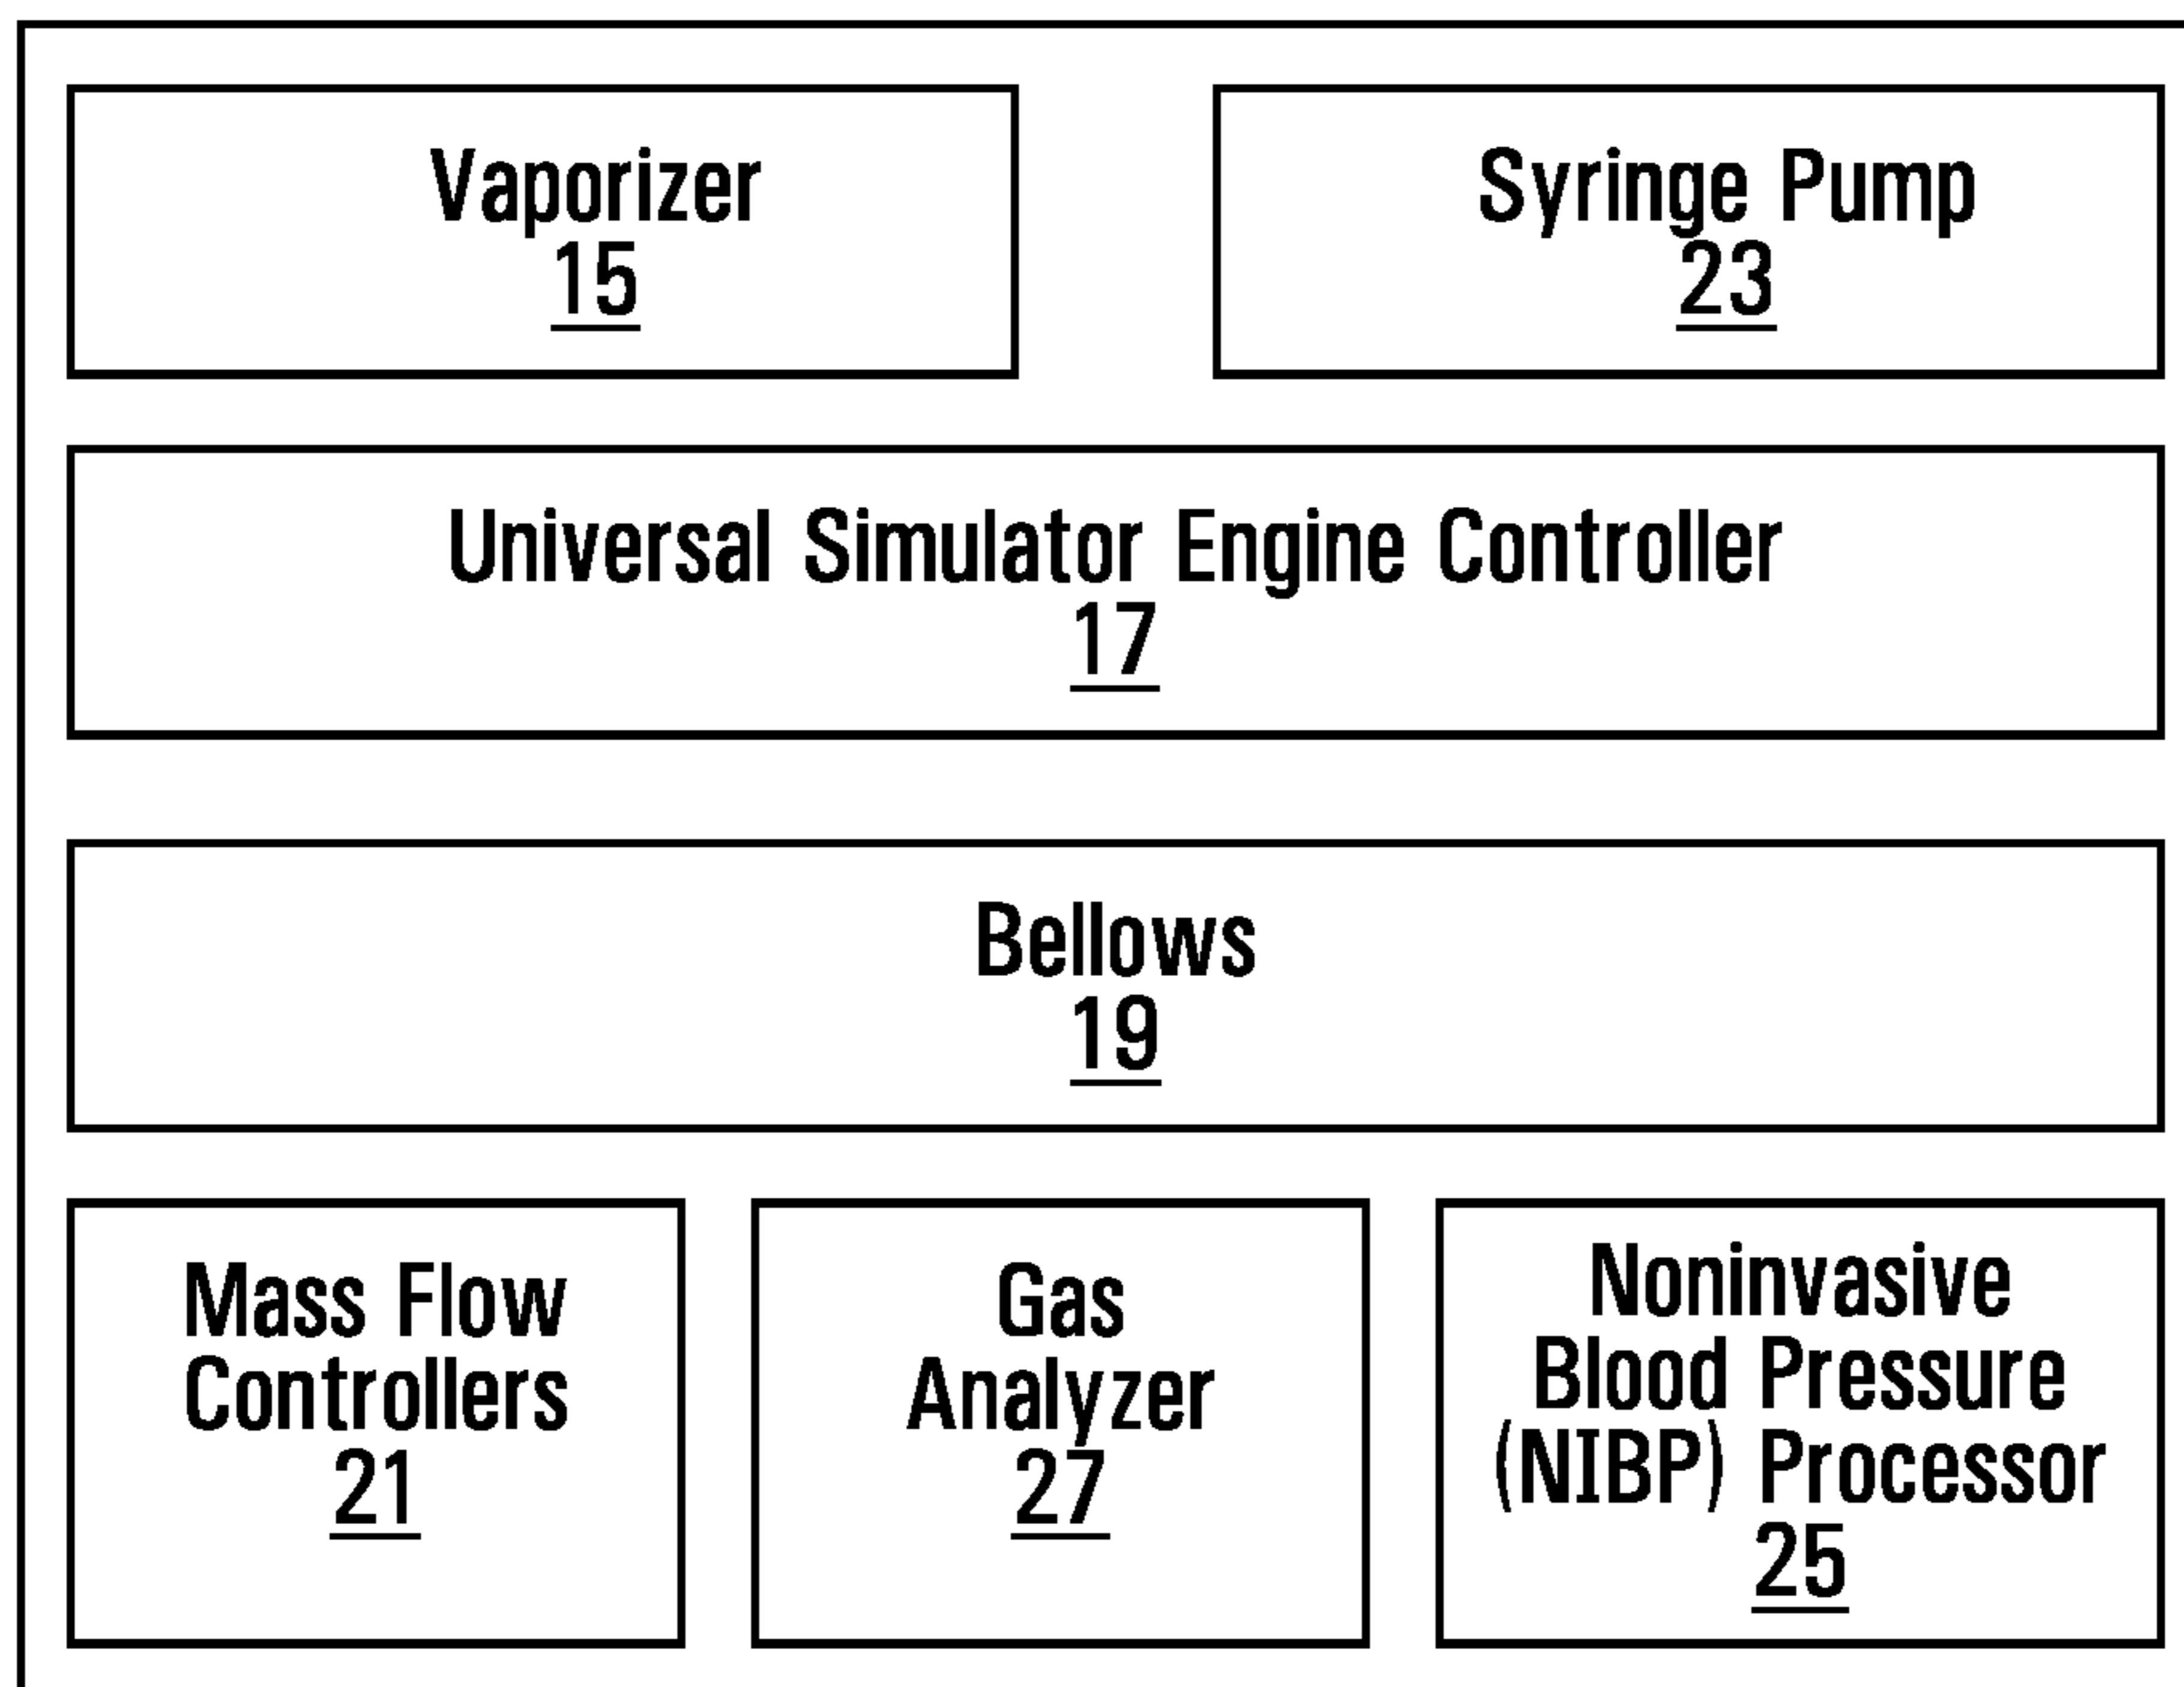 Vaporizer
15
Syringe Pump
23
Universal Simulator Engine Controller
17
Bellows
19
Mass Flow
Controllers
21
Gas
Analyzer
27
Noninvasive
Blood Pressure
(NIBP) Processor
25